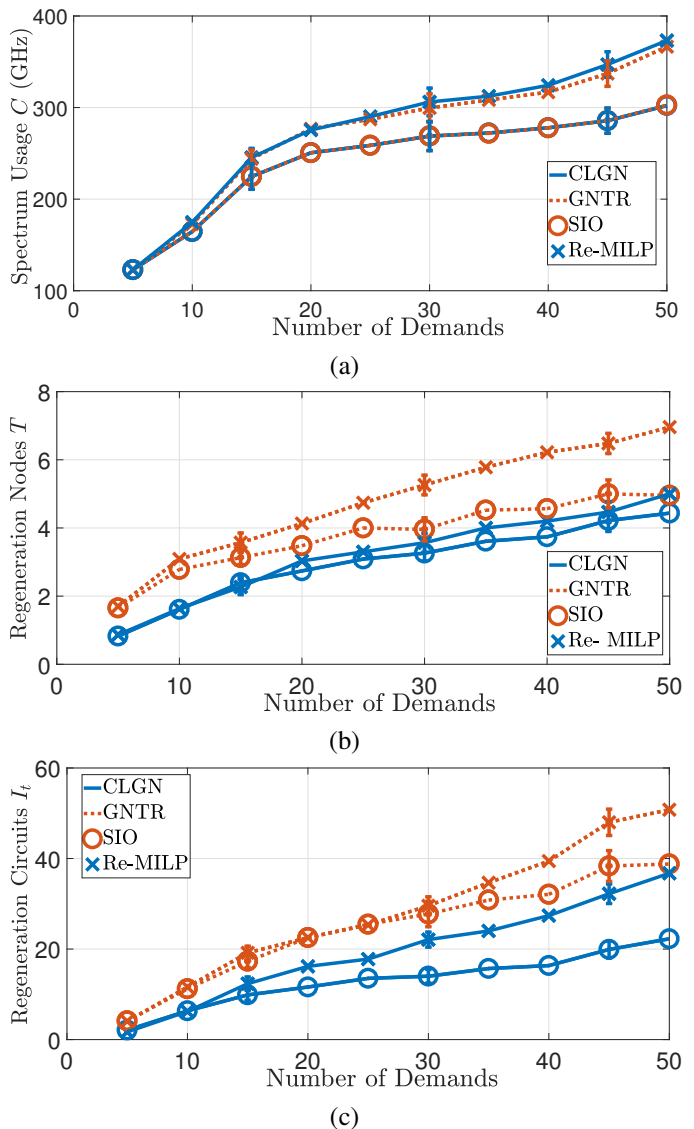 400
300
200
100
Spectrum Usage C (GHz)
CLGN
GNTR
SIO
Re-MILP
0 10 20 30 40 50
Number of Demands
(a)
8
6
4
2
0
Regeneration Nodes T
CLGN
GNTR
SIO
Re- MILP
0 10 20 30 40 50
Number of Demands
(b)
60
40
20
0
Regeneration Circuits I_t
CLGN
GNTR
SIO
Re-MILP
0 10 20 30 40 50
Number of Demands
(c)